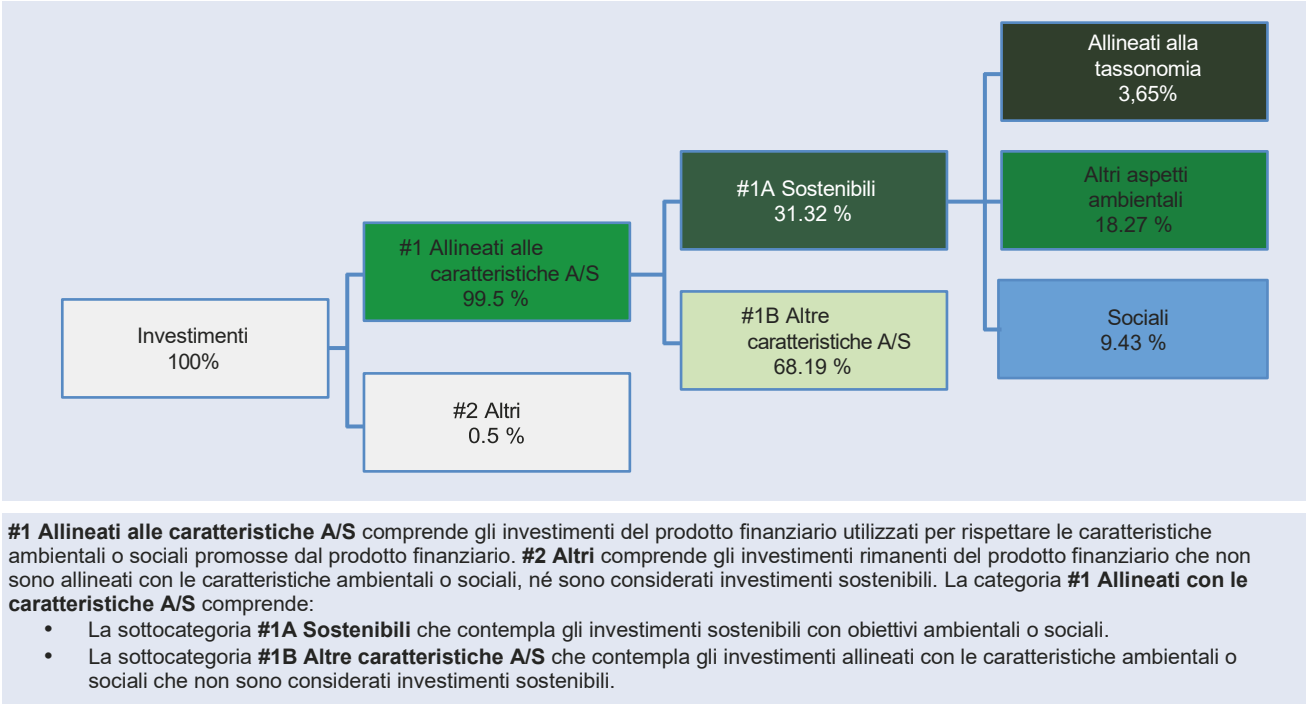 Allineati alla
tassonomia
3,65%
#1A Sostenibili
31.32 %
Altri aspetti
ambientali
18.27 %
#1 Allineati alle
caratteristiche A/S
99.5 %
Investimenti
100%
#1B Altre
caratteristiche A/S
68.19 %
Sociali
9.43 %
#2 Altri
0.5 %
#1 Allineati alle caratteristiche A/S comprende gli investimenti del prodotto finanziario utilizzati per rispettare le caratteristiche
ambientali o sociali promosse dal prodotto finanziario. #2 Altri comprende gli investimenti rimanenti del prodotto finanziario che non
sono allineati con le caratteristiche ambientali o sociali, né sono considerati investimenti sostenibili. La categoria #1 Allineati con le
caratteristiche A/S comprende:
• La sottocategoria #1A Sostenibili che contempla gli investimenti sostenibili con obiettivi ambientali o sociali.
• La sottocategoria #1B Altre caratteristiche A/S che contempla gli investimenti allineati con le caratteristiche ambientali o
sociali che non sono considerati investimenti sostenibili.